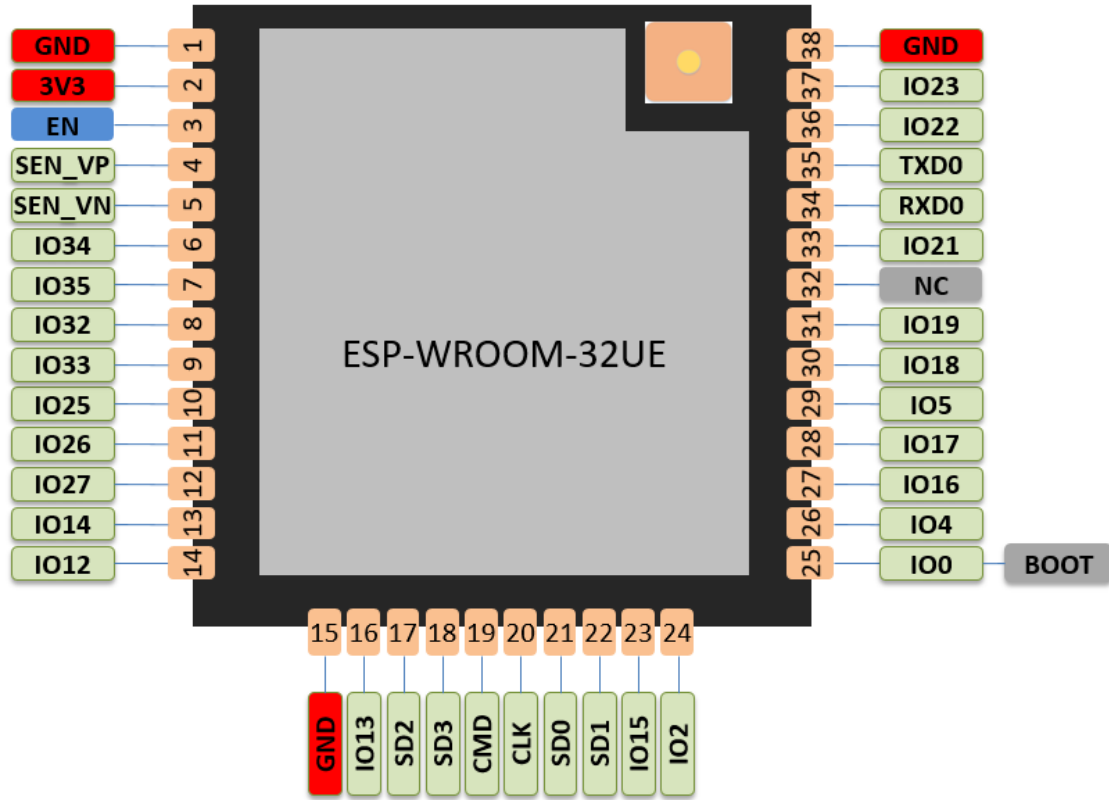 GND 1 38 GND
3V3 2 37 IO23
EN 3 36 IO22
SEN_VP 4 35 TXD0
SEN_VN 5 34 RXD0
IO34 6 33 IO21
IO35 7 32 NC
IO32 8 31 IO19
ESP-WROOM-32UE
IO33 9 30 IO18
IO25 10 29 IO5
IO26 11 28 IO17
IO27 12 27 IO16
IO14 13 26 IO4
IO12 14 25 IO0 BOOT
15 16 17 18 19 20 21 22 23 24
GND IO13 SD2 SD3 CMD CLK SD0 SD1 IO15 IO2